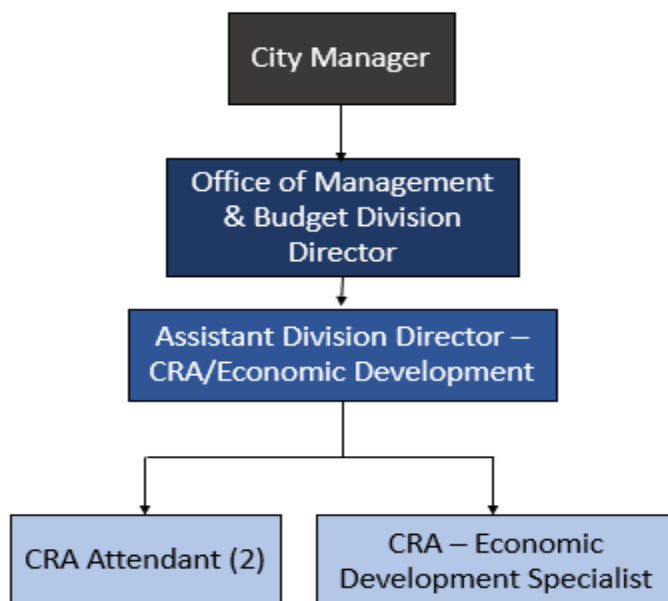 City Manager
Office of Management
& Budget Division
Director
Assistant Division Director –
CRA/Economic Development
CRA Attendant (2)
CRA – Economic
Development Specialist